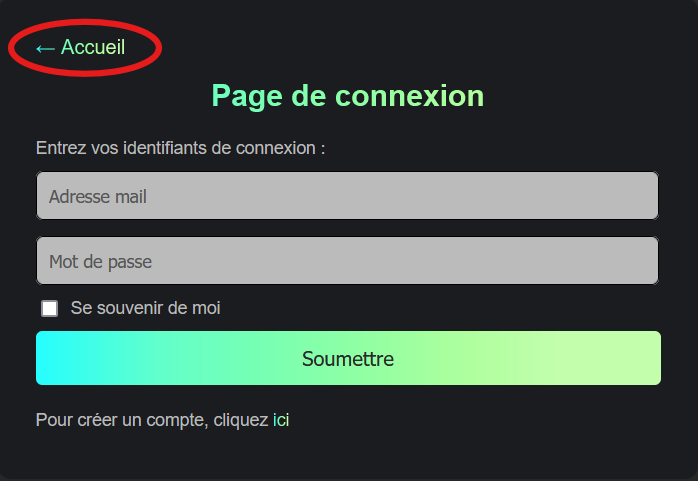 ← Accueil
Page de connexion
Entrez vos identifiants de connexion :
Adresse mail
Mot de passe
Se souvenir de moi
Soumettre
Pour créer un compte, cliquez ici